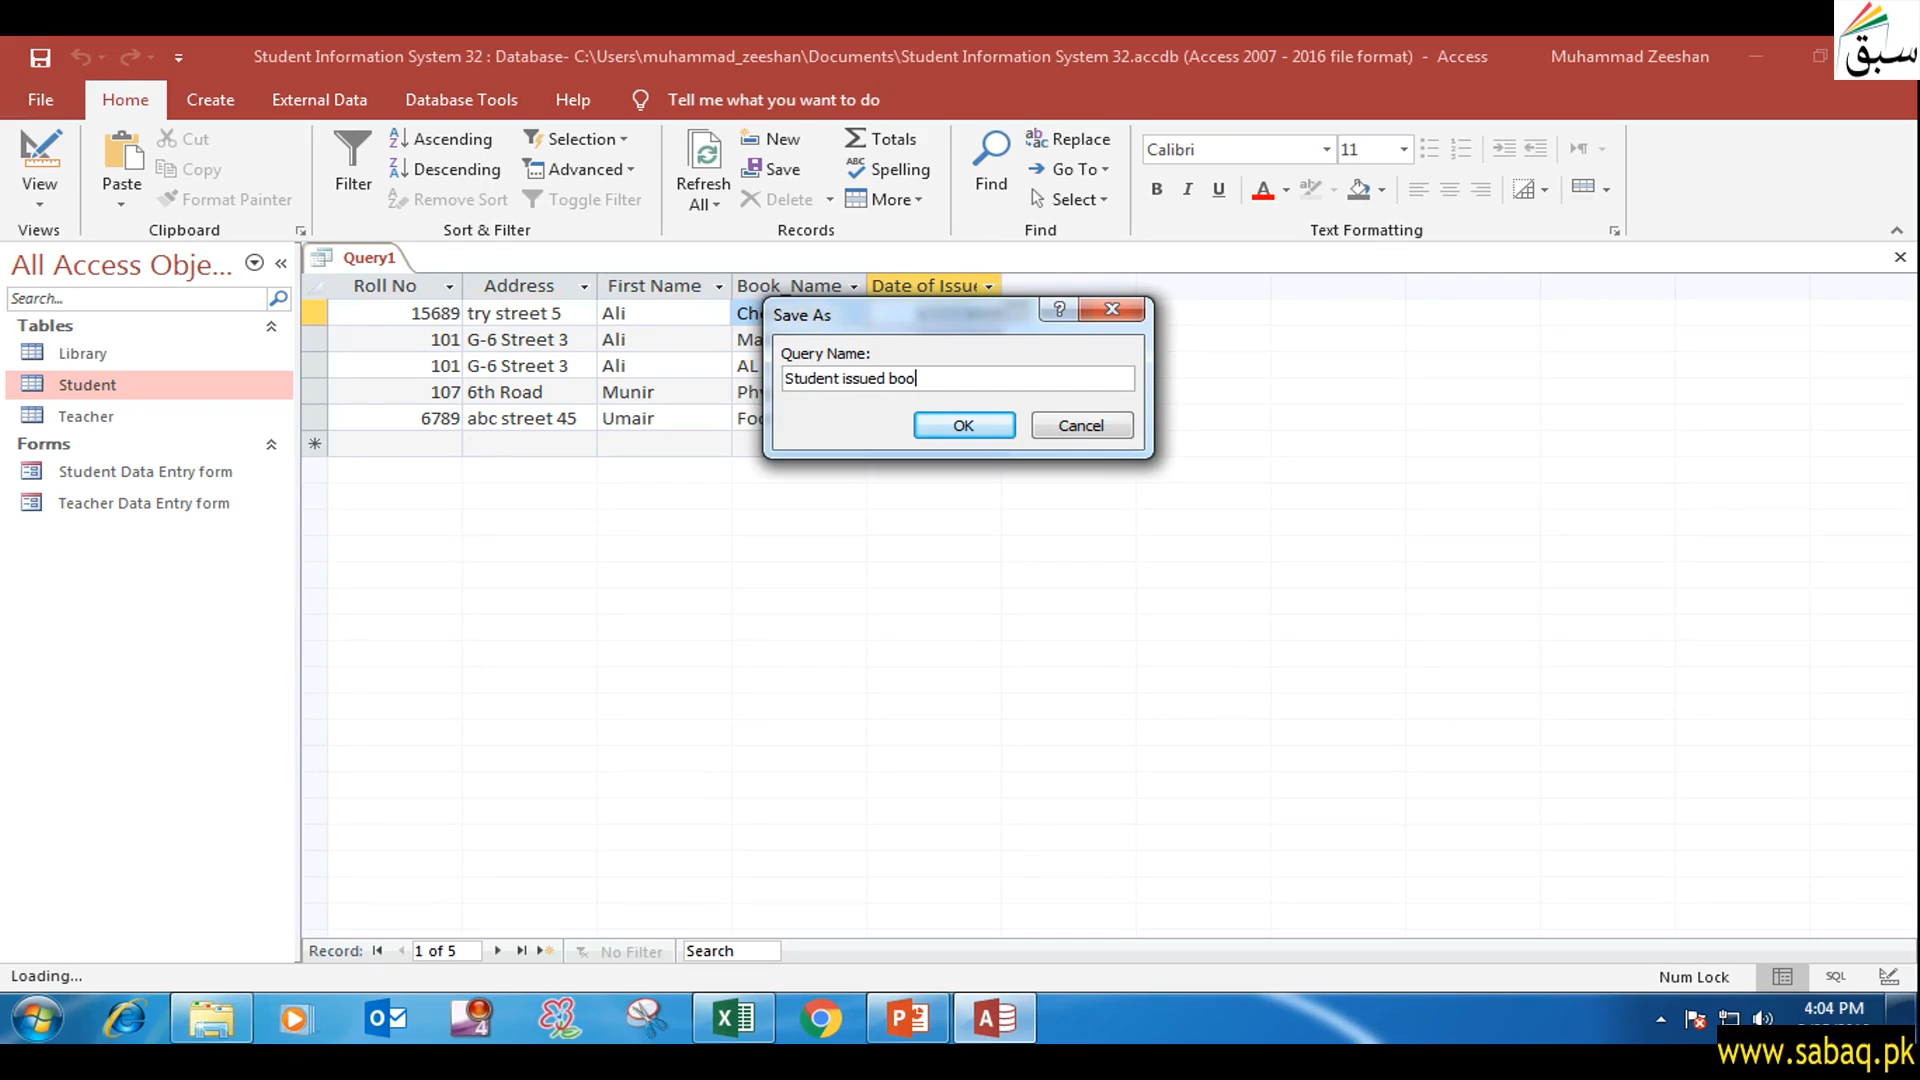 سبق
Student Information System 32 : Database- C:\Users\muhammad_zeeshan\Documents\Student Information System 32.accdb (Access 2007 - 2016 file format) - Access
Muhammad Zeeshan
File Home Create External Data Database Tools Help Tell me what you want to do
View
Views
Paste
Cut
Copy
Format Painter
Clipboard
Filter
Ascending
Descending
Remove Sort
Selection
Advanced
Toggle Filter
Sort & Filter
Refresh
All
New
Save
Delete
Totals
Spelling
More
Records
Find
Replace
Go To
Select
Find
Calibri 11
B I U
Text Formatting
All Access Obje...
Search...
Tables
Library
Student
Teacher
Forms
Student Data Entry form
Teacher Data Entry form
Query1
Roll No Address First Name Book_Name Date of Issue
15689 try street 5 Ali
101 G-6 Street 3 Ali
101 G-6 Street 3 Ali AL
107 6th Road Munir
6789 abc street 45 Umair
Save As
Query Name:
Student issued boo
OK Cancel
Record: 1 of 5 No Filter Search
Loading...
Num Lock SQL
4:04 PM
www.sabaq.pk